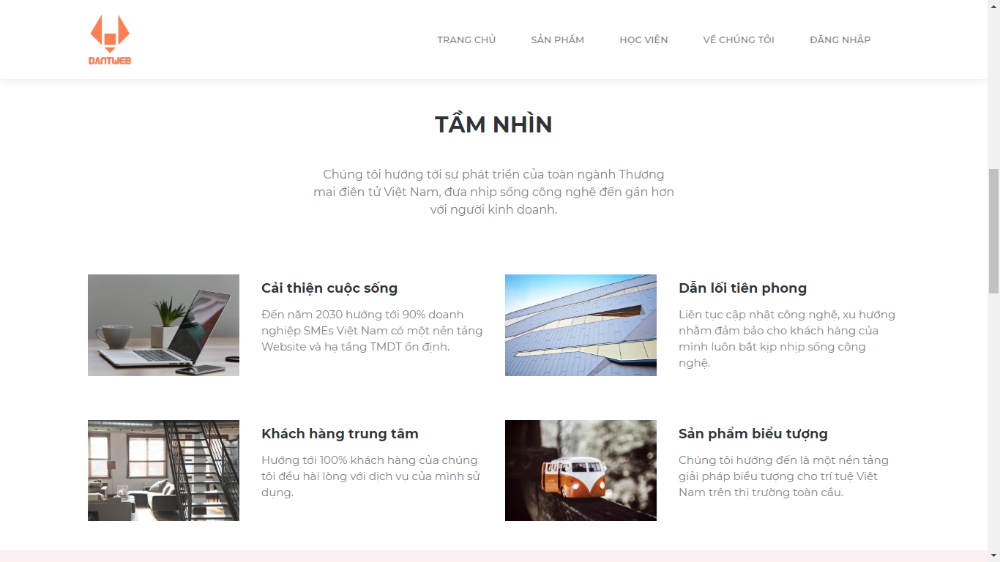 DANTWEB
TRANG CHỦ
SẢN PHẨM
HỌC VIỆN
VỀ CHÚNG TÔI
ĐĂNG NHẬP
TẦM NHÌN
Chúng tôi hướng tới sự phát triển của toàn ngành Thương
mại điện tử Việt Nam, đưa nhịp sống công nghệ đến gần hơn
với người kinh doanh.
Cải thiện cuộc sống
Đến năm 2030 hướng tới 90% doanh
nghiệp SMEs Việt Nam có một nền tảng
Website và hạ tầng TMDT ổn định.
Dẫn lối tiên phong
Liên tục cập nhật công nghệ, xu hướng
nhằm đảm bảo cho khách hàng của
mình luôn bắt kịp nhịp sống công
nghệ.
Khách hàng trung tâm
Hướng tới 100% khách hàng của chúng
tôi đều hài lòng với dịch vụ của mình sử
dụng.
Sản phẩm biểu tượng
Chúng tôi hướng đến là một nền tảng
giải pháp biểu tượng cho trí tuệ Việt
Nam trên thị trường toàn cầu.